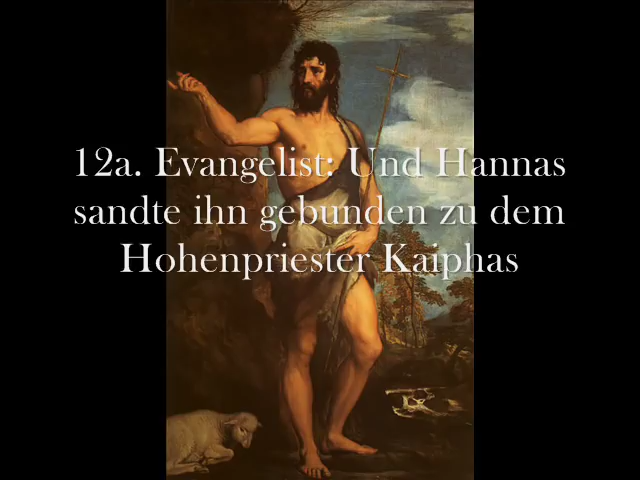 12a. Evangelist: Und Hannas
sandte ihn gebunden zu dem
Hohenpriester Kaiphas